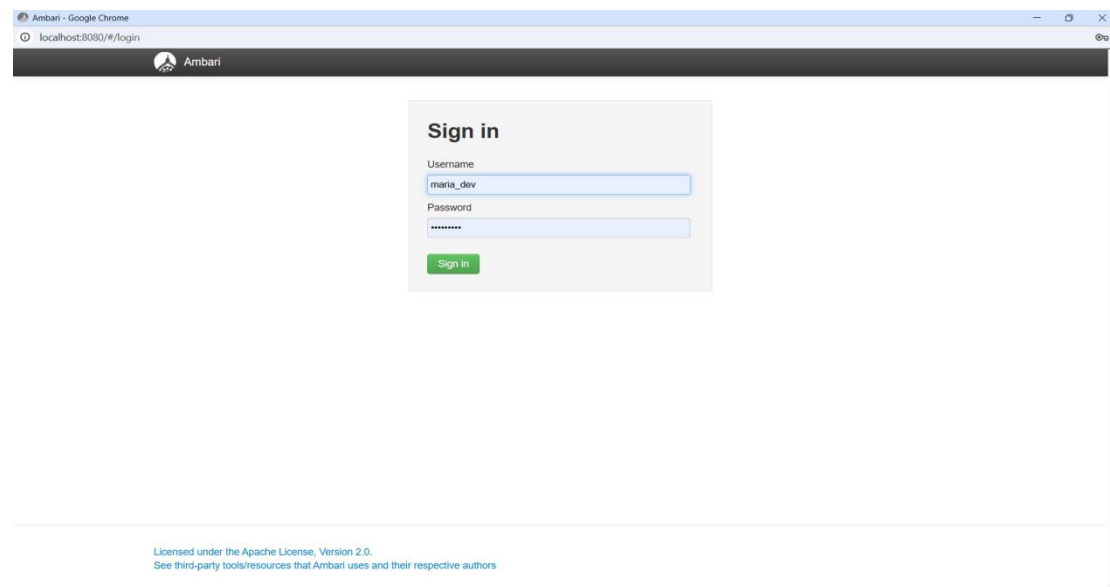 Ambari - Google Chrome
localhost:8080/#/login
Ambari
Sign in
Username
maria_dev
Password
•••••••••
Sign in
Licensed under the Apache License, Version 2.0.
See third-party tools/resources that Ambari uses and their respective authors